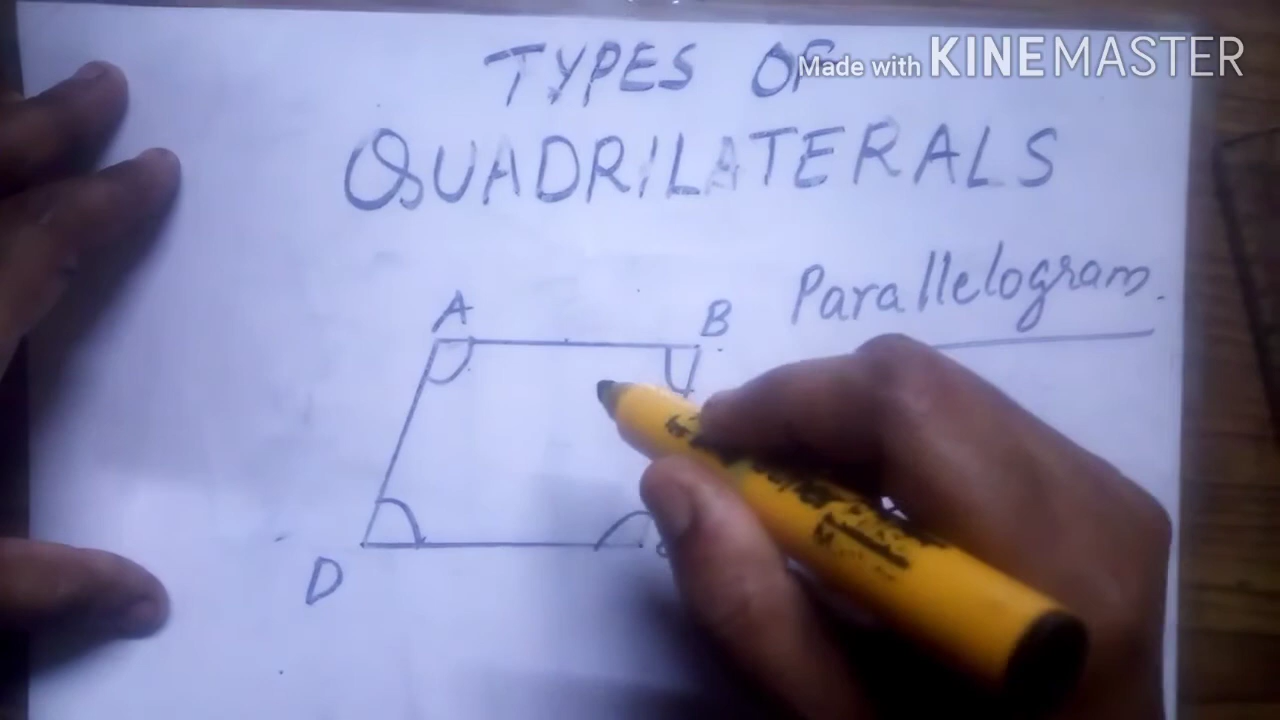 TYPES OF
Made with KINEMASTER
QUADRILATERALS
Parallelogram.
A
B
D